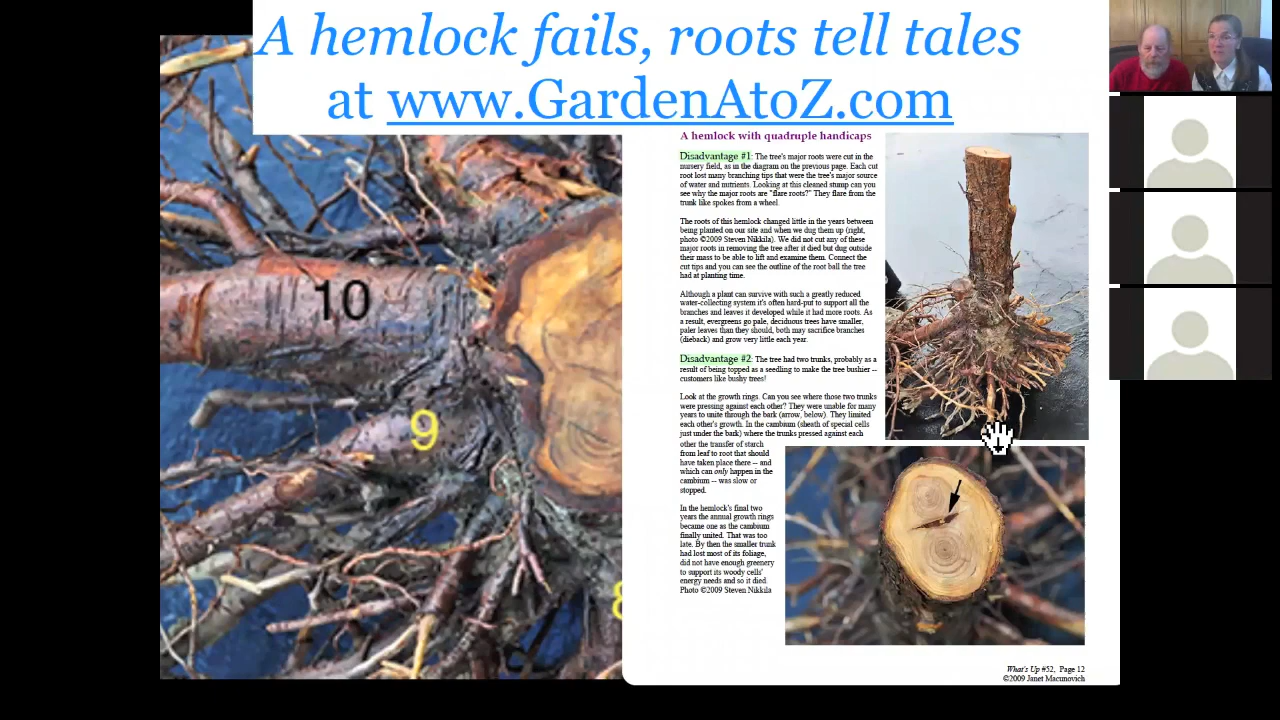 A hemlock fails, roots tell tales
at www.GardenAtoZ.com
10
9
8
A hemlock with quadruple handicaps
Disadvantage #1: The tree's major roots were cut in the
nursery field, as in the diagram on the previous page. Each cut
root lost many branching tips that were the tree's major source
of water and nutrients. Looking at this cleaned stump can you
see why the major roots are "flare roots?" They flare from the
trunk like spokes from a wheel.
The roots of this hemlock changed little in the years between
being planted on our site and when we dug them up (right,
photo ©2009 Steven Nikkila). We did not cut any of these
major roots in removing the tree after it died but dug outside
their mass to be able to lift and examine them. Connect the
cut tips and you can see the outline of the root ball the tree
had at planting time.
Although a plant can survive with such a greatly reduced
water-collecting system it's often hard-put to support all the
branches and leaves it developed while it had more roots. As
a result, evergreens go pale, deciduous trees have smaller,
paler leaves than they should, both may sacrifice branches
(dieback) and grow very little each year.
Disadvantage #2: The tree had two trunks, probably as a
result of being topped as a seedling to make the tree bushier --
customers like bushy trees!
Look at the growth rings. Can you see where those two trunks
were pressing against each other? They were unable for many
years to unite through the bark (arrow, below). They limited
each other's growth. In the cambium (sheath of special cells
just under the bark) where the trunks pressed against each
other the transfer of starch
from leaf to root that should
have taken place there -- and
which can only happen in the
cambium -- was slow or
stopped.
In the hemlock's final two
years the annual growth rings
became one as the cambium
finally united. That was too
late. By then the smaller trunk
had lost most of its foliage,
did not have enough greenery
to support its woody cells'
energy needs and so it died.
Photo ©2009 Steven Nikkila
What's Up #52, Page 12
©2009 Janet Macunovich